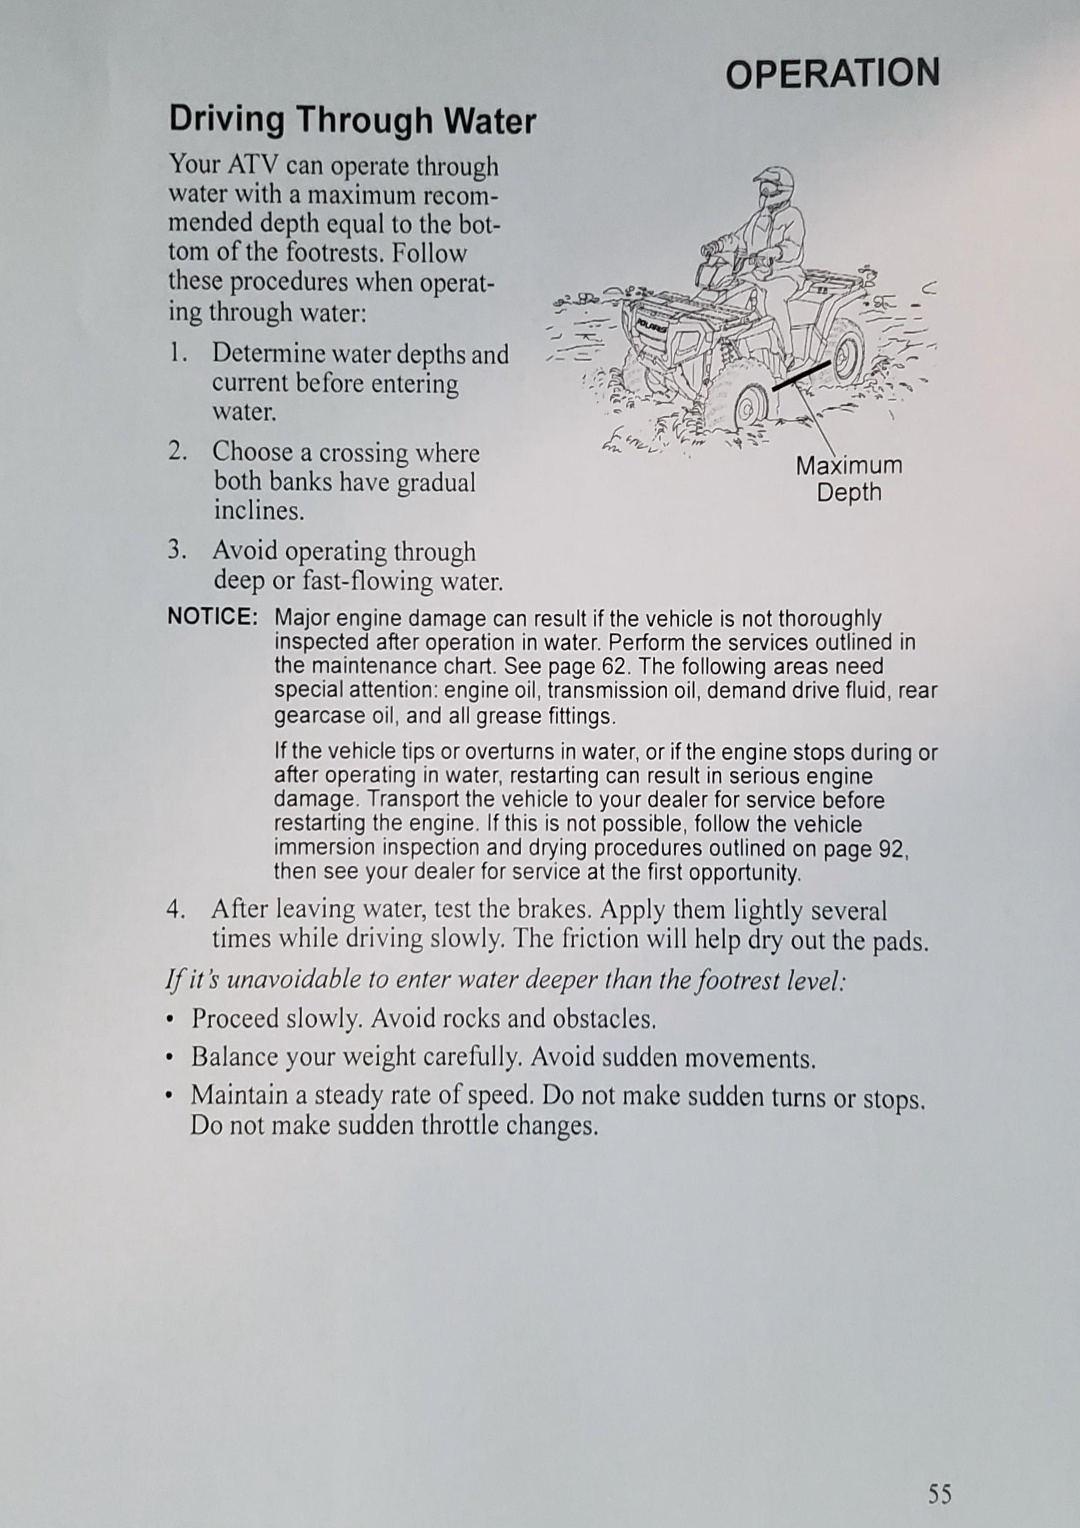 OPERATION
Driving Through Water
Your ATV can operate through
water with a maximum recom-
mended depth equal to the bot-
tom of the footrests. Follow
these procedures when operat-
ing through water:
1. Determine water depths and
current before entering
water.
2. Choose a crossing where
both banks have gradual
inclines.
3. Avoid operating through
deep or fast-flowing water.
POLARIS
Maximum
Depth
NOTICE: Major engine damage can result if the vehicle is not thoroughly
inspected after operation in water. Perform the services outlined in
the maintenance chart. See page 62. The following areas need
special attention: engine oil, transmission oil, demand drive fluid, rear
gearcase oil, and all grease fittings.
If the vehicle tips or overturns in water, or if the engine stops during or
after operating in water, restarting can result in serious engine
damage. Transport the vehicle to your dealer for service before
restarting the engine. If this is not possible, follow the vehicle
immersion inspection and drying procedures outlined on page 92,
then see your dealer for service at the first opportunity.
4. After leaving water, test the brakes. Apply them lightly several
times while driving slowly. The friction will help dry out the pads.
If it's unavoidable to enter water deeper than the footrest level:
• Proceed slowly. Avoid rocks and obstacles.
• Balance your weight carefully. Avoid sudden movements.
• Maintain a steady rate of speed. Do not make sudden turns or stops.
Do not make sudden throttle changes.
55